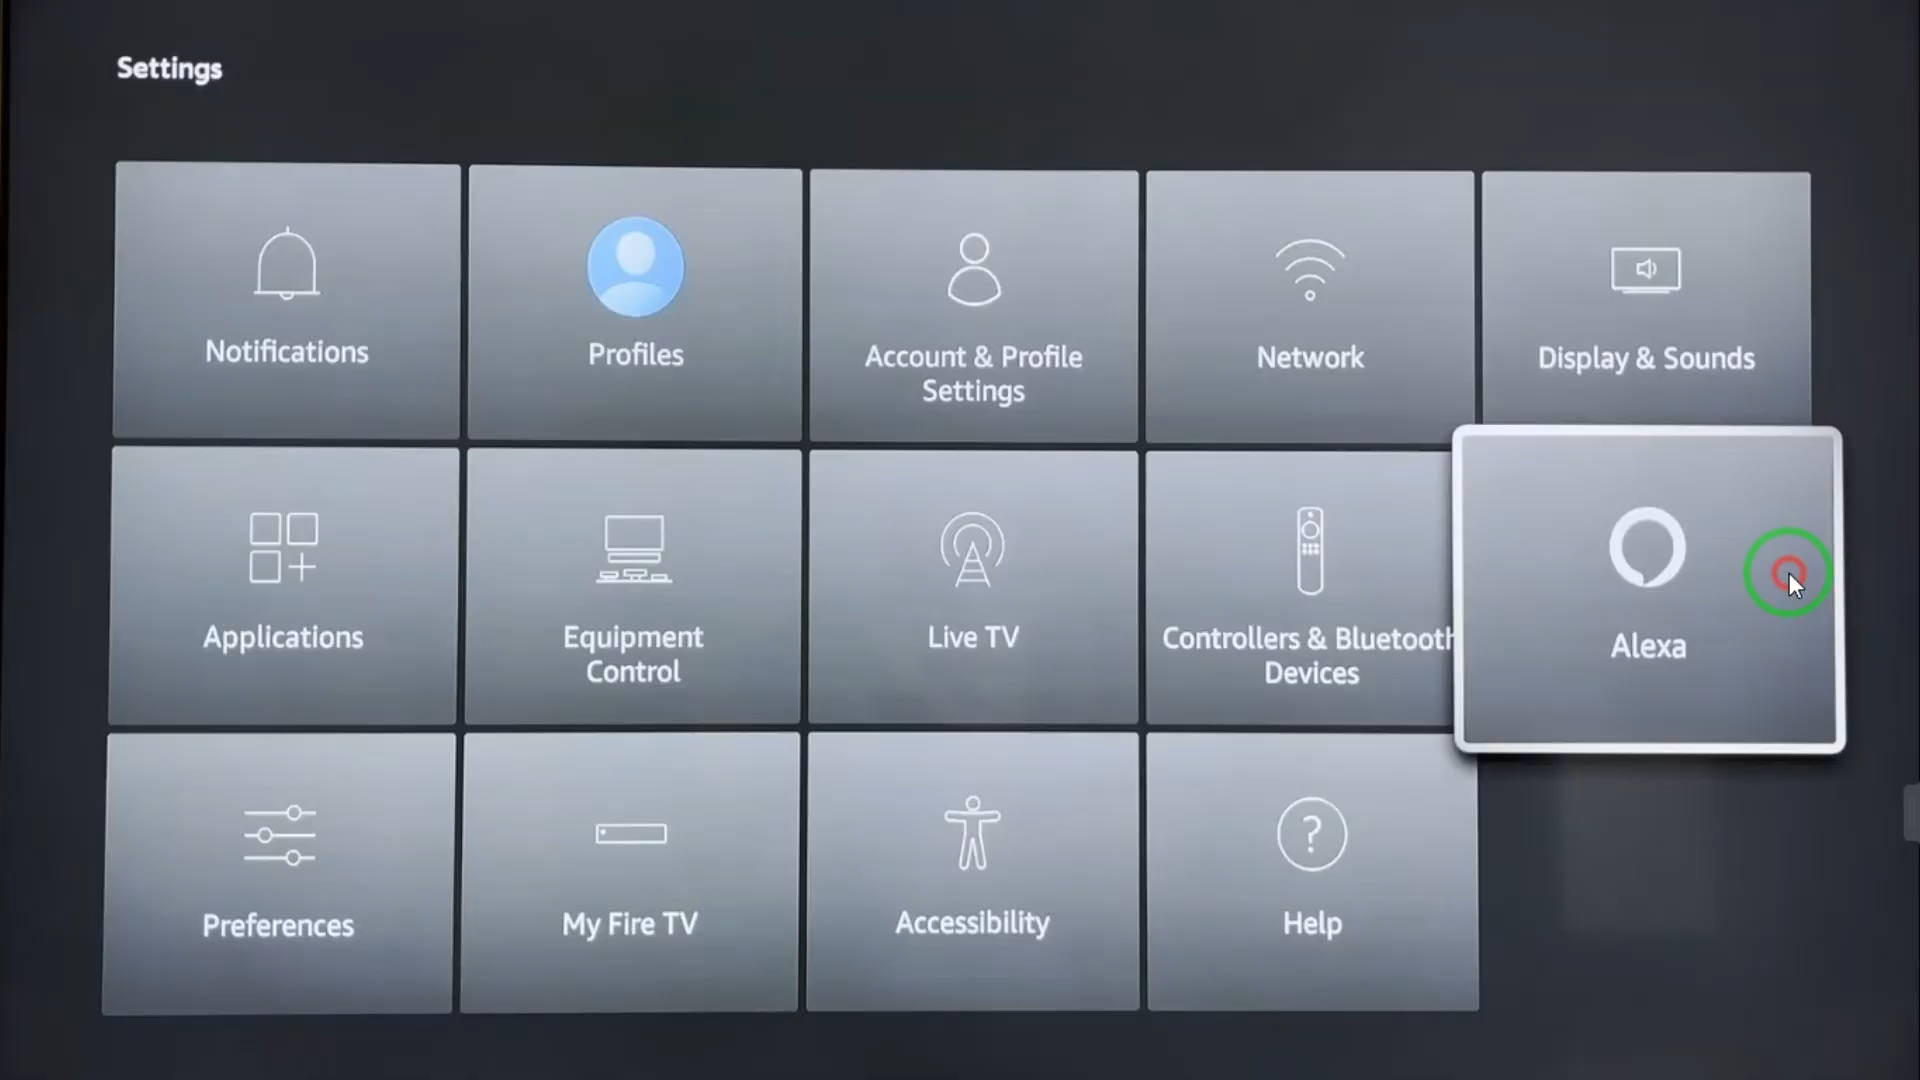 Settings
Notifications
Profiles
Account & Profile
Settings
Network
Display & Sounds
Applications
Equipment
Control
Live TV
Controllers & Bluetooth
Devices
Alexa
Preferences
My Fire TV
Accessibility
?
Help